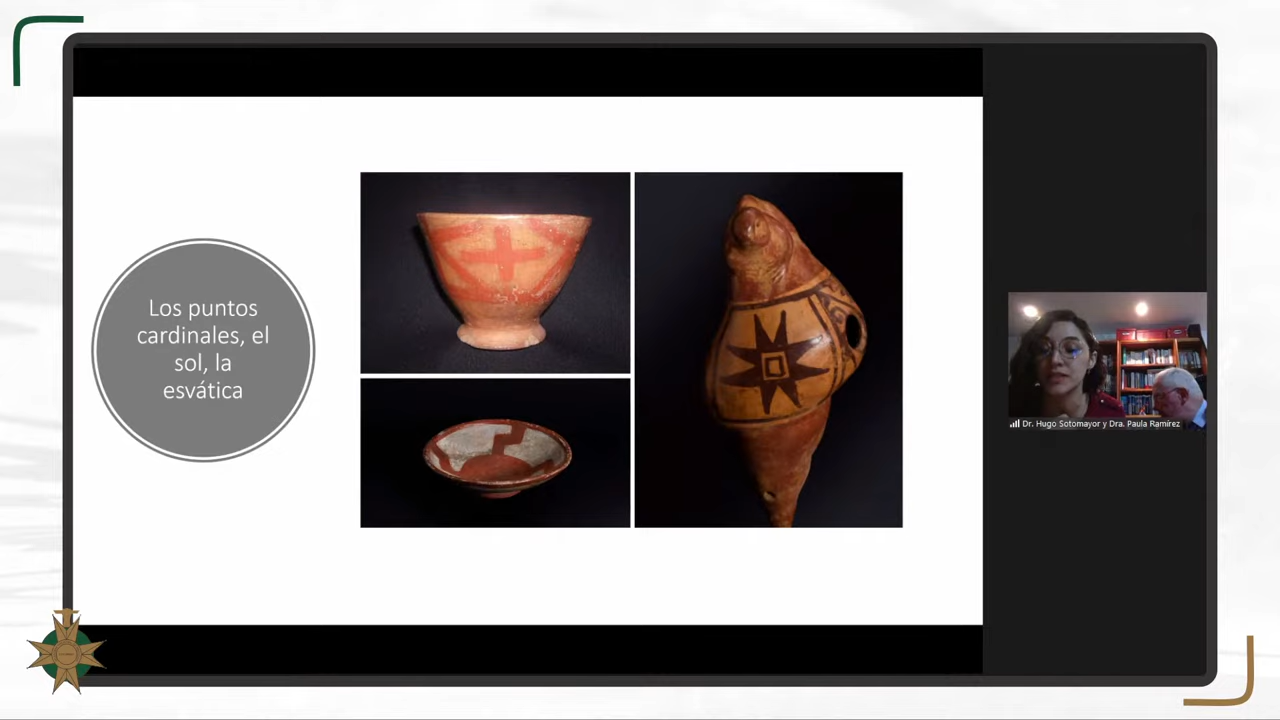 Los puntos
cardinales, el
sol, la
esvática
Dr. Hugo Sotomayor y Dra. Paula Ramírez